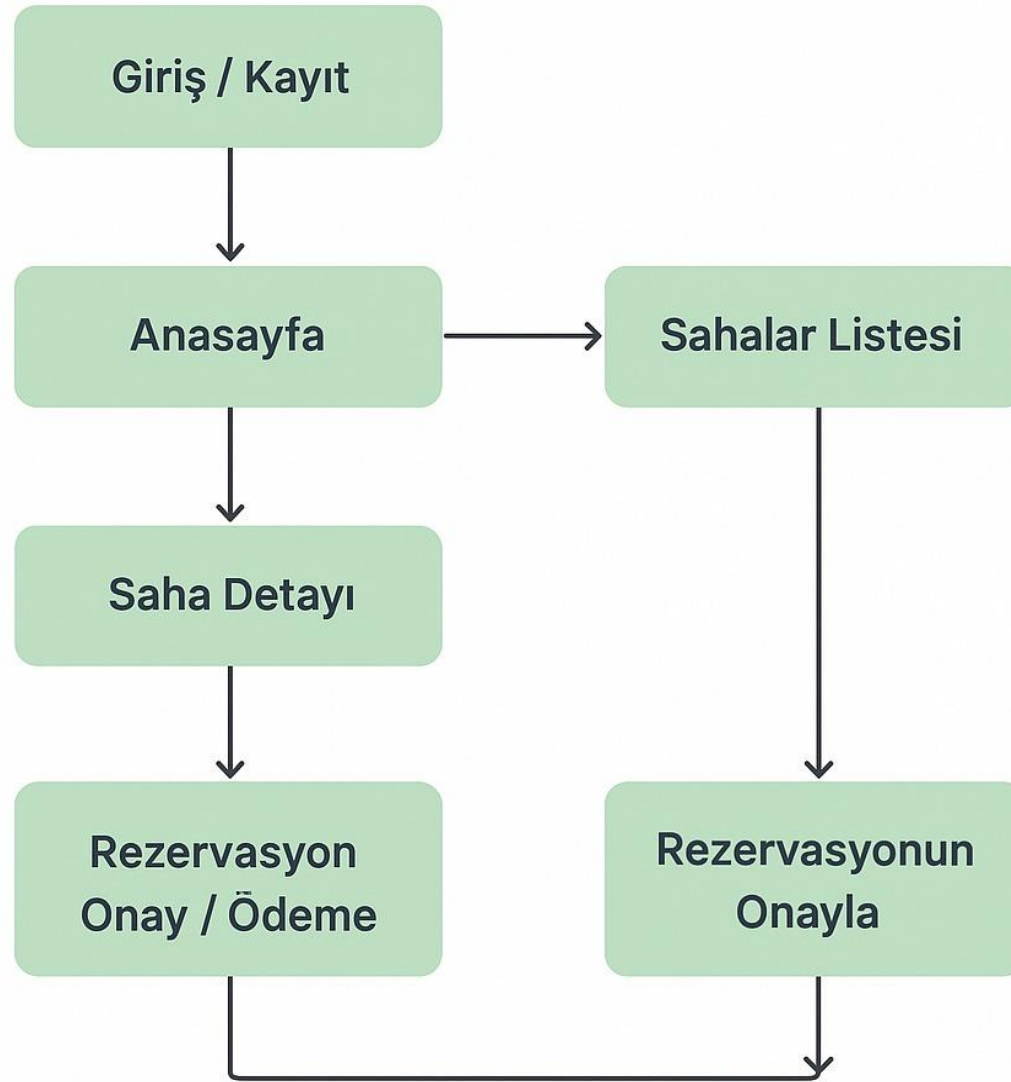 Giriş / Kayıt
Anasayfa
Sahalar Listesi
Saha Detayı
Rezervasyon
Onay / Ödeme
Rezervasyonun
Onayla